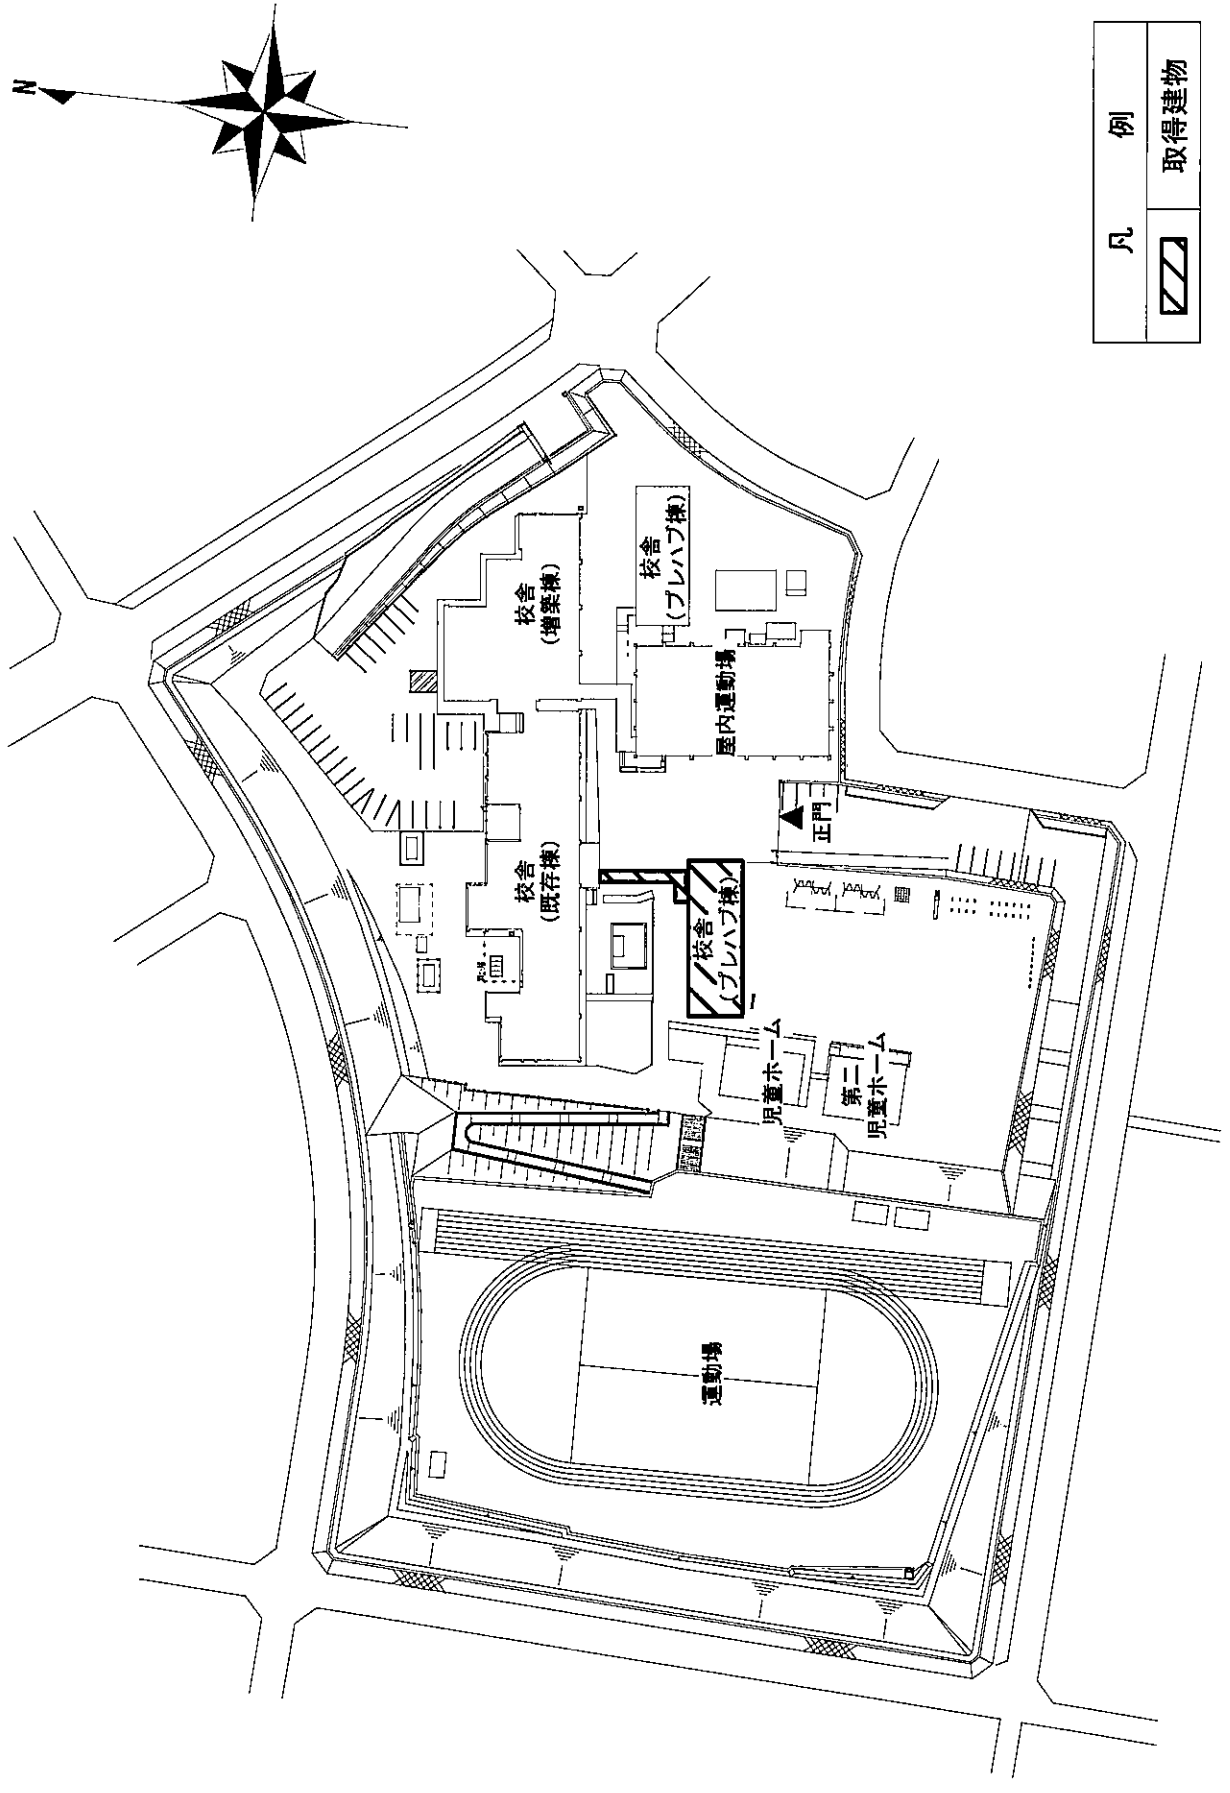 N
凡 例
取得建物
校舎
(増築棟)
校舎
(プレハブ棟)
屋内運動場
正門
校舎
(既存棟)
校舎
(プレハブ棟)
児童ホーム
第二
児童ホーム
運動場